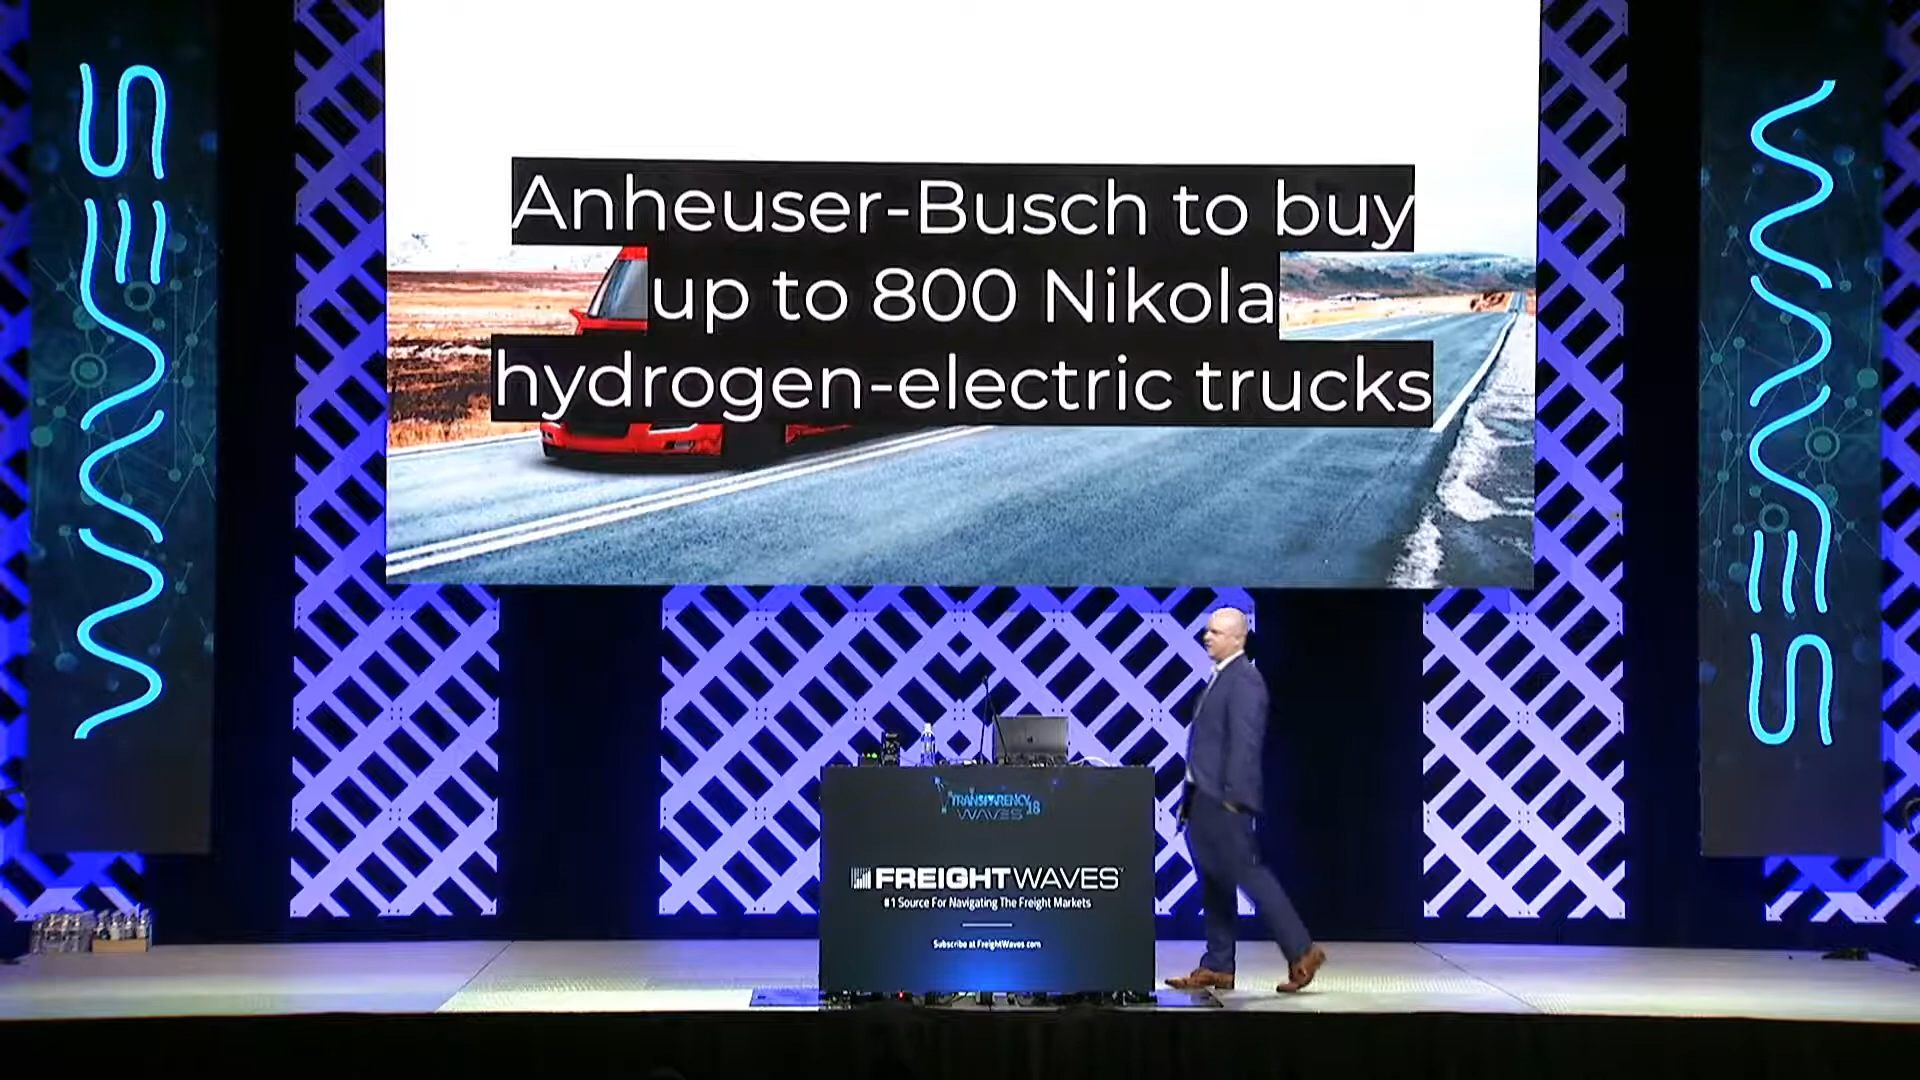 Anheuser-Busch to buy
up to 800 Nikola
hydrogen-electric trucks
WAVES
WAVES
TRANSPARENCY18
WAVES
FREIGHTWAVES
#1 Source For Navigating The Freight Markets
Subscribe at FreightWaves.com